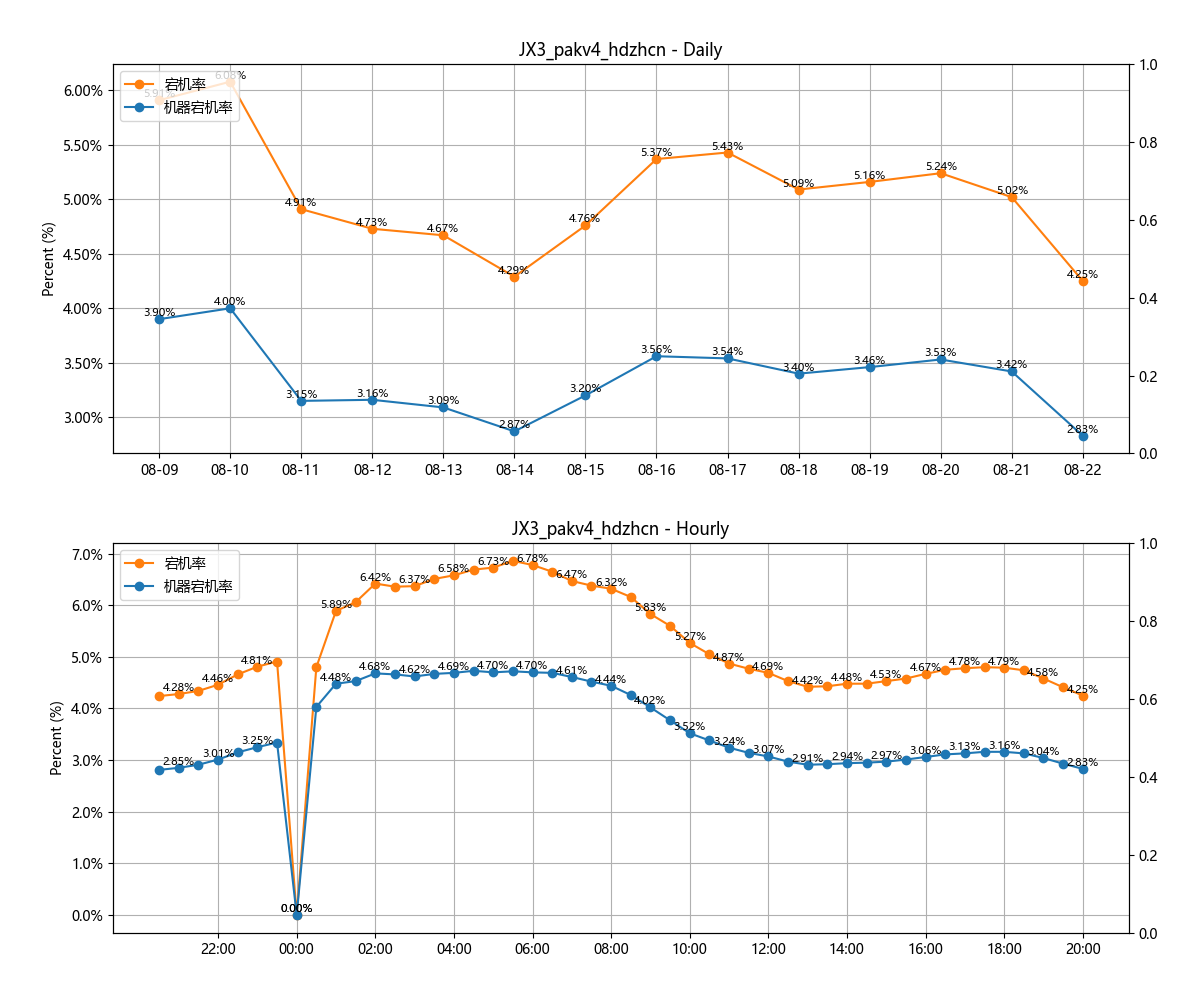 JX3_pakv4_hdzhcn - Daily
宕机率
机器宕机率
Percent (%)
6.00%
5.50%
5.00%
4.50%
4.00%
3.50%
3.00%
1.0
0.8
0.6
0.4
0.2
0.0
5.91% 6.08% 4.91% 4.73% 4.67% 4.29% 4.76% 5.37% 5.43% 5.09% 5.16% 5.24% 5.02% 4.25%
3.90% 4.00% 3.15% 3.16% 3.09% 2.87% 3.20% 3.56% 3.54% 3.40% 3.46% 3.53% 3.42% 2.83%
08-09 08-10 08-11 08-12 08-13 08-14 08-15 08-16 08-17 08-18 08-19 08-20 08-21 08-22
JX3_pakv4_hdzhcn - Hourly
宕机率
机器宕机率
Percent (%)
7.0%
6.0%
5.0%
4.0%
3.0%
2.0%
1.0%
0.0%
1.0
0.8
0.6
0.4
0.2
0.0
4.28% 4.46% 4.81% 0.00% 5.89% 6.42% 6.37% 6.58% 6.73% 6.78% 6.47% 6.32% 5.83% 5.27% 4.87% 4.69% 4.42% 4.48% 4.53% 4.67% 4.78% 4.79% 4.58% 4.25%
2.85% 3.01% 3.25% 0.00% 4.48% 4.68% 4.62% 4.69% 4.70% 4.70% 4.61% 4.44% 4.02% 3.52% 3.24% 3.07% 2.91% 2.94% 2.97% 3.06% 3.13% 3.16% 3.04% 2.83%
22:00 00:00 02:00 04:00 06:00 08:00 10:00 12:00 14:00 16:00 18:00 20:00